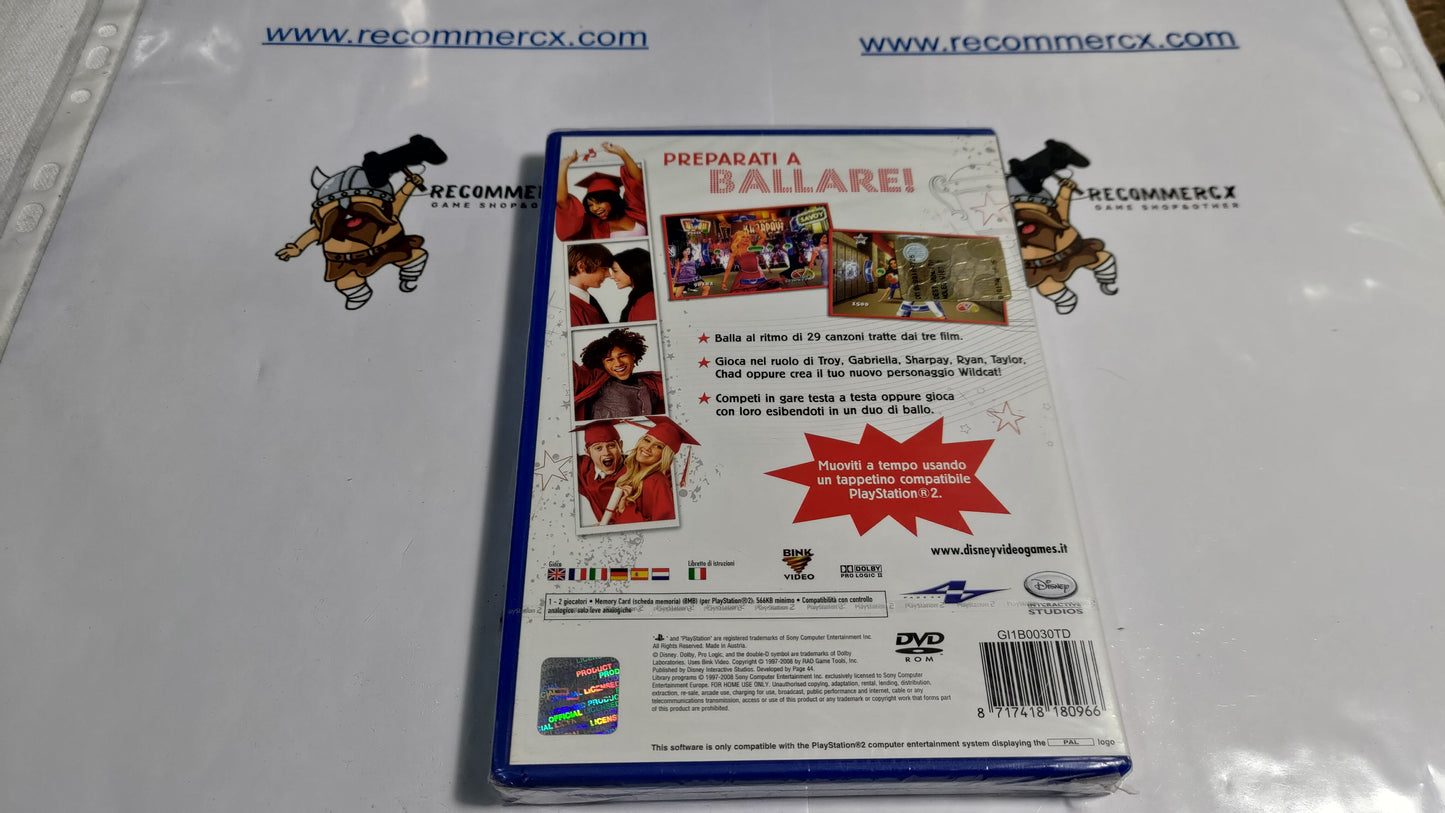 www.recommercx.com www.recommercx.com
RECOMMERCX
GAME SHOP&OTHER
RECOMMERCX
GAME SHOP&OTHER
PREPARATI A
BALLARE!
SAVOY
1500
Balla al ritmo di 29 canzoni tratte dai tre film.
Gioca nel ruolo di Troy, Gabriella, Sharpay, Ryan, Taylor,
Chad oppure crea il tuo nuovo personaggio Wildcat!
Competi in gare testa a testa oppure gioca
con loro esibendoti in un duo di ballo.
Muoviti a tempo usando
un tappetino compatibile
PlayStation®2.
www.disneyvideogames.it
Gioco
Libretto di istruzioni
BINK
VIDEO
DOLBY
PRO LOGIC II
Disney
INTERACTIVE
STUDIOS
1 - 2 giocatori • Memory Card (scheda memoria) (8MB) (per PlayStation®2): 566KB minimo • Compatibilità con controllo
analogico: solo leve analogiche
" " and "PlayStation" are registered trademarks of Sony Computer Entertainment Inc.
All Rights Reserved. Made in Austria.
© Disney. Dolby, Pro Logic, and the double-D symbol are trademarks of Dolby
Laboratories. Uses Bink Video. Copyright © 1997-2008 by RAD Game Tools, Inc.
Published by Disney Interactive Studios. Developed by Page 44.
Library programs © 1997-2008 Sony Computer Entertainment Inc. exclusively licensed to Sony Computer
Entertainment Europe. FOR HOME USE ONLY. Unauthorised copying, adaptation, rental, lending, distribution,
extraction, re-sale, arcade use, charging for use, broadcast, public performance and internet, cable or any
telecommunications transmission, access or use of this product or any trademark or copyright work that forms part
of this product are prohibited.
DVD
ROM
GI1B0030TD
8 717418 180966
PRODUCT
OFFICIAL
LICENS
This software is only compatible with the PlayStation®2 computer entertainment system displaying the PAL logo